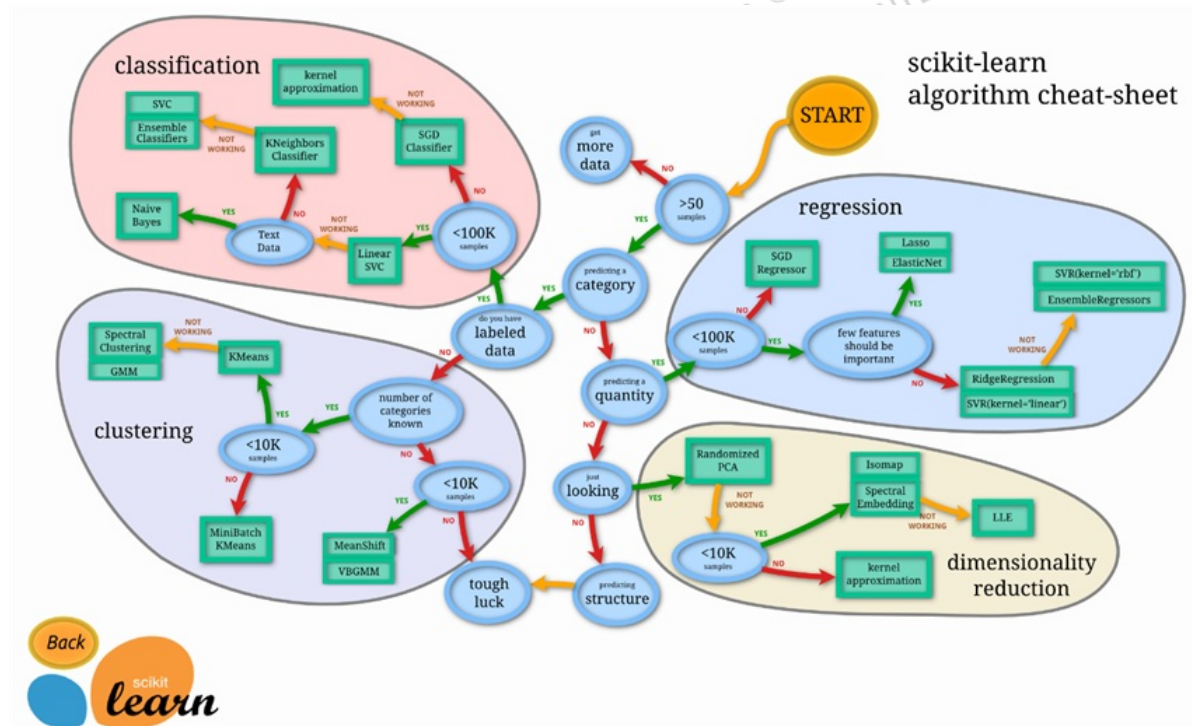 scikit-learn
algorithm cheat-sheet
START
>50
samples
NO
get
more
data
YES
predicting a
category
YES
NO
do you have
labeled
data
YES
NO
classification
<100K
samples
NO
SGD
Classifier
NOT
WORKING
kernel
approximation
YES
Linear
SVC
NOT
WORKING
Text
Data
YES
Naive
Bayes
NO
KNeighbors
Classifier
NOT
WORKING
SVC
Ensemble
Classifiers
clustering
number of
categories
known
YES
<10K
samples
YES
KMeans
NOT
WORKING
Spectral
Clustering
GMM
NO
MiniBatch
KMeans
NO
<10K
samples
YES
MeanShift
VBGMM
NO
tough
luck
predicting a
quantity
YES
NO
regression
<100K
samples
NO
SGD
Regressor
YES
few features
should be
important
YES
Lasso
ElasticNet
NO
RidgeRegression
SVR(kernel='linear')
NOT
WORKING
SVR(kernel='rbf')
EnsembleRegressors
just
looking
YES
NO
Randomized
PCA
NOT
WORKING
<10K
samples
YES
Isomap
Spectral
Embedding
NOT
WORKING
LLE
NO
kernel
approximation
dimensionality
reduction
predicting
structure
Back
scikit
learn